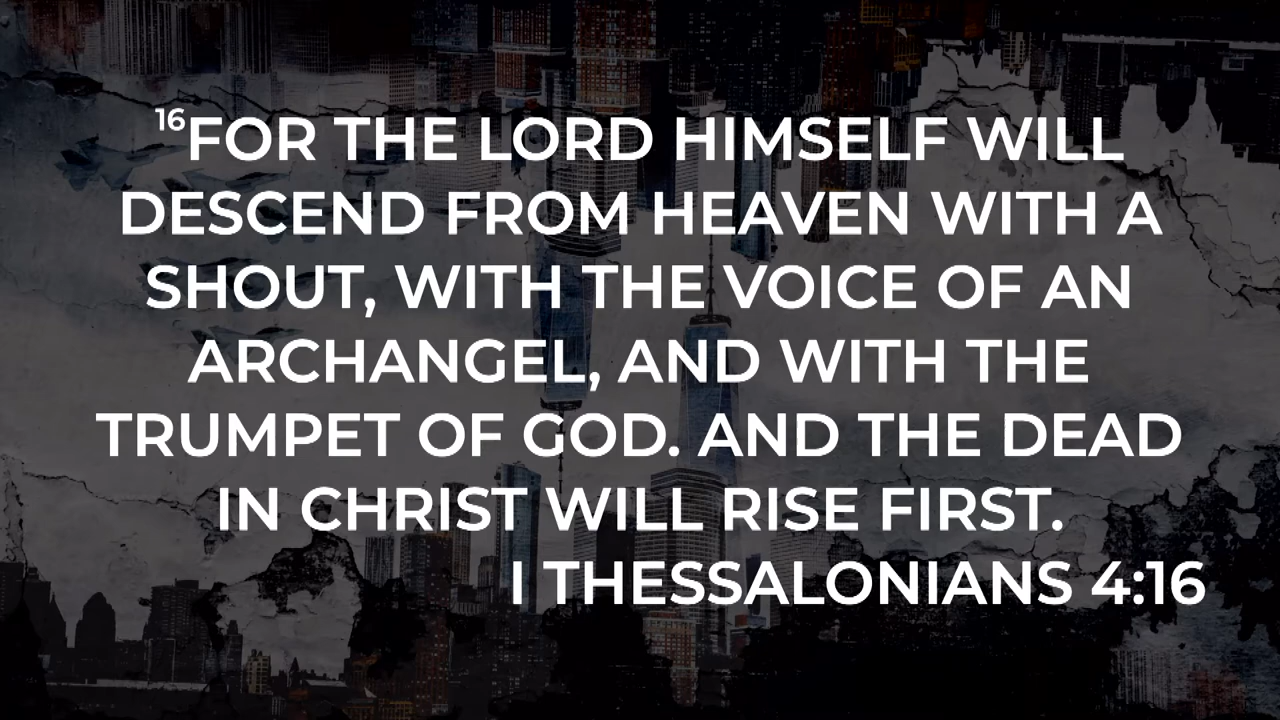 16FOR THE LORD HIMSELF WILL
DESCEND FROM HEAVEN WITH A
SHOUT, WITH THE VOICE OF AN
ARCHANGEL, AND WITH THE
TRUMPET OF GOD. AND THE DEAD
IN CHRIST WILL RISE FIRST.
I THESSALONIANS 4:16